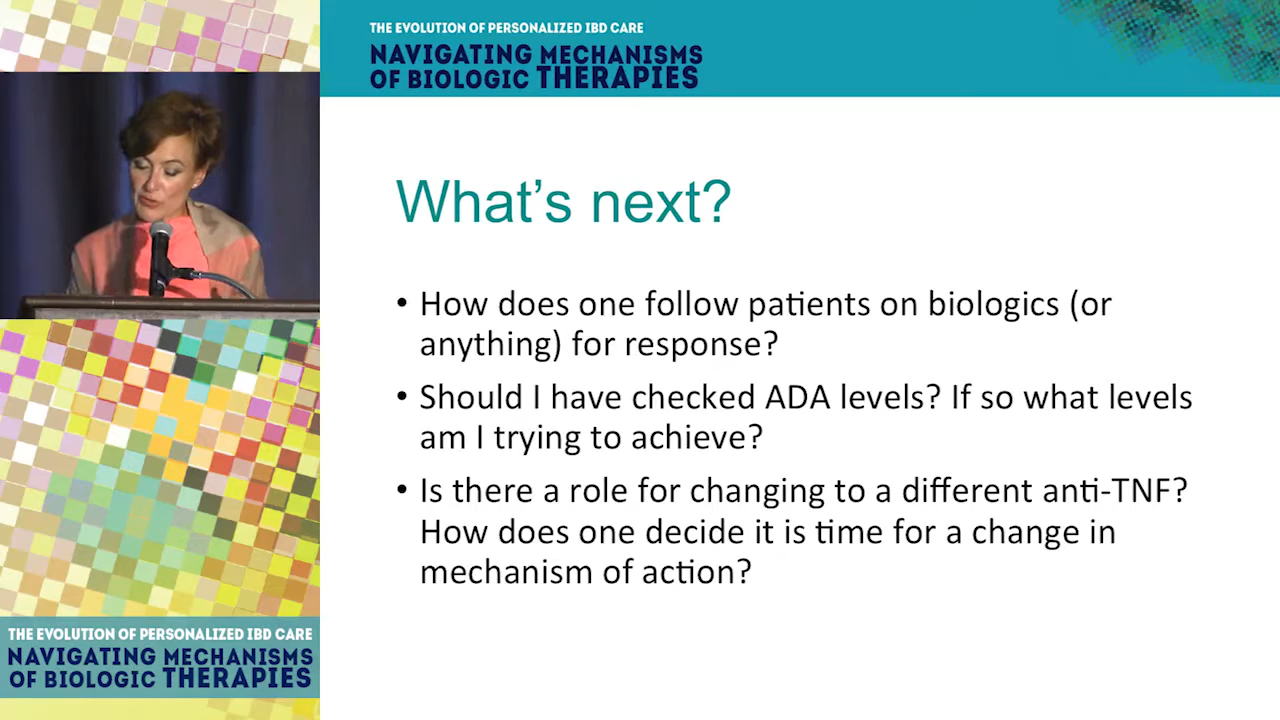 THE EVOLUTION OF PERSONALIZED IBD CARE
NAVIGATING MECHANISMS
OF BIOLOGIC THERAPIES
What's next?
• How does one follow patients on biologics (or
anything) for response?
• Should I have checked ADA levels? If so what levels
am I trying to achieve?
• Is there a role for changing to a different anti-TNF?
How does one decide it is time for a change in
mechanism of action?
THE EVOLUTION OF PERSONALIZED IBD CARE
NAVIGATING MECHANISMS
OF BIOLOGIC THERAPIES